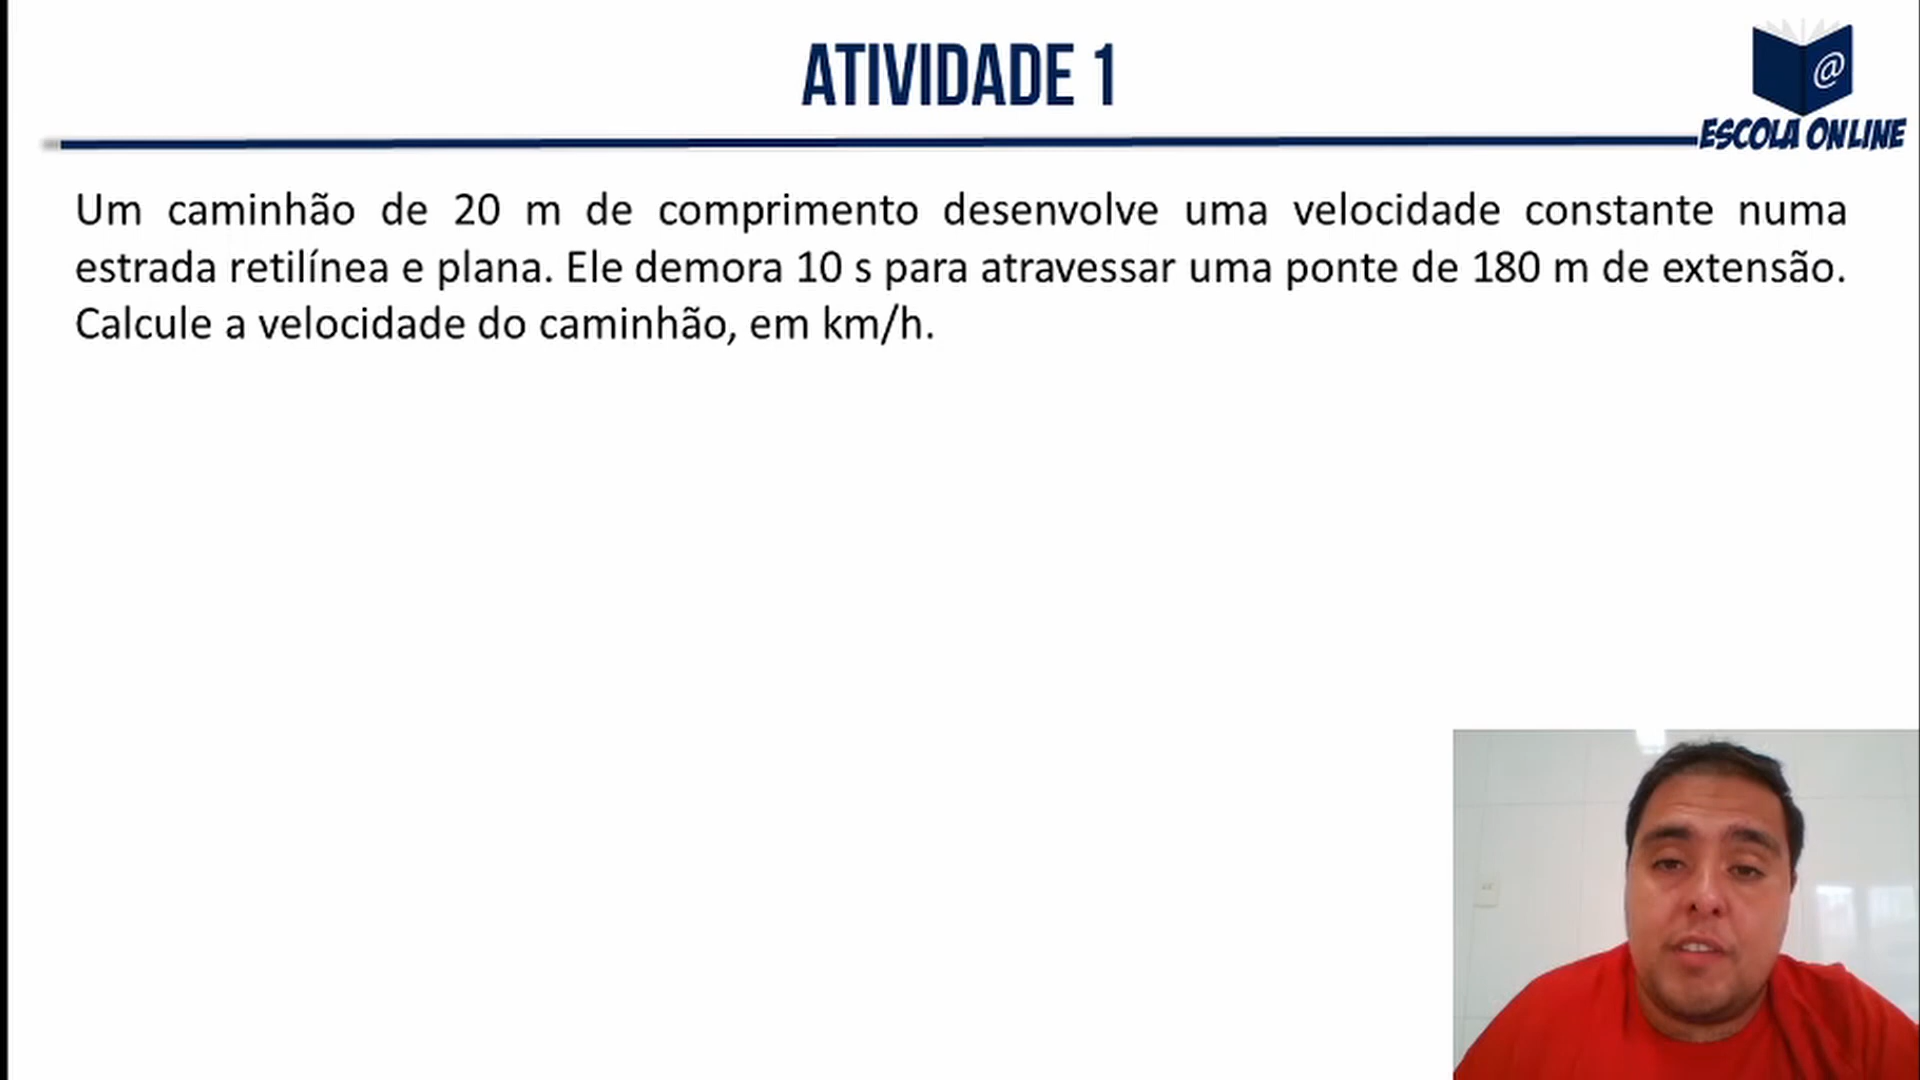 ATIVIDADE 1
@
ESCOLA ONLINE
Um caminhão de 20 m de comprimento desenvolve uma velocidade constante numa
estrada retilínea e plana. Ele demora 10 s para atravessar uma ponte de 180 m de extensão.
Calcule a velocidade do caminhão, em km/h.